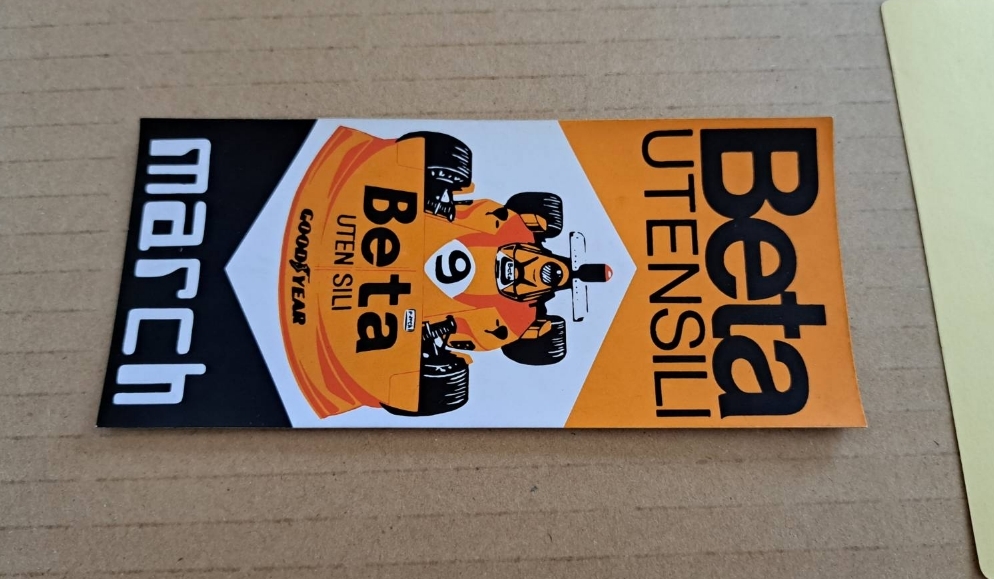 Beta
UTENSILI
9
Beta
UTEN SILI
GOODYEAR
march